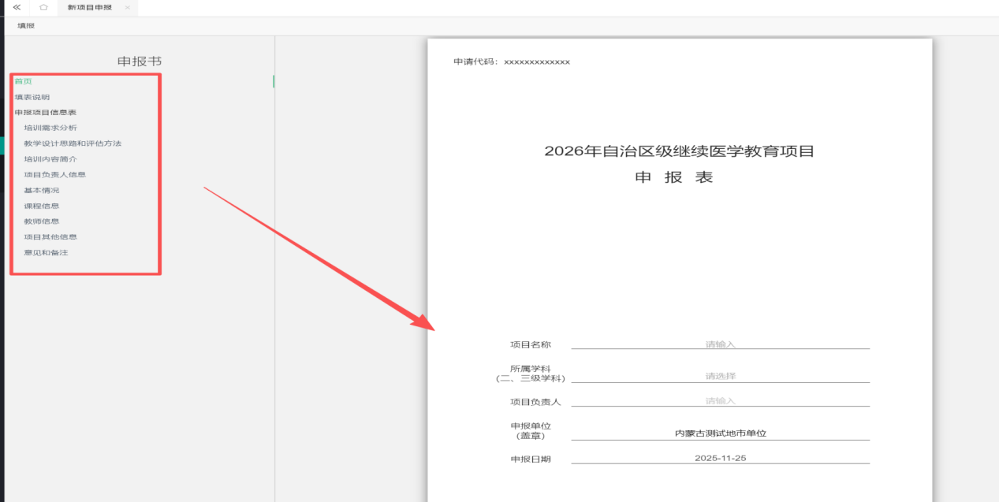 新项目申报
填报
申报书
首页
填表说明
申报项目信息表
培训需求分析
教学设计思路和评估方法
培训内容简介
项目负责人信息
基本情况
课程信息
教师信息
项目其他信息
意见和备注
申请代码：xxxxxxxxxxxxx
2026年自治区级继续医学教育项目
申 报 表
项目名称 请输入
所属学科
（二、三级学科） 请选择
项目负责人 请输入
申报单位
（盖章） 内蒙古测试地市单位
申报日期 2025-11-25